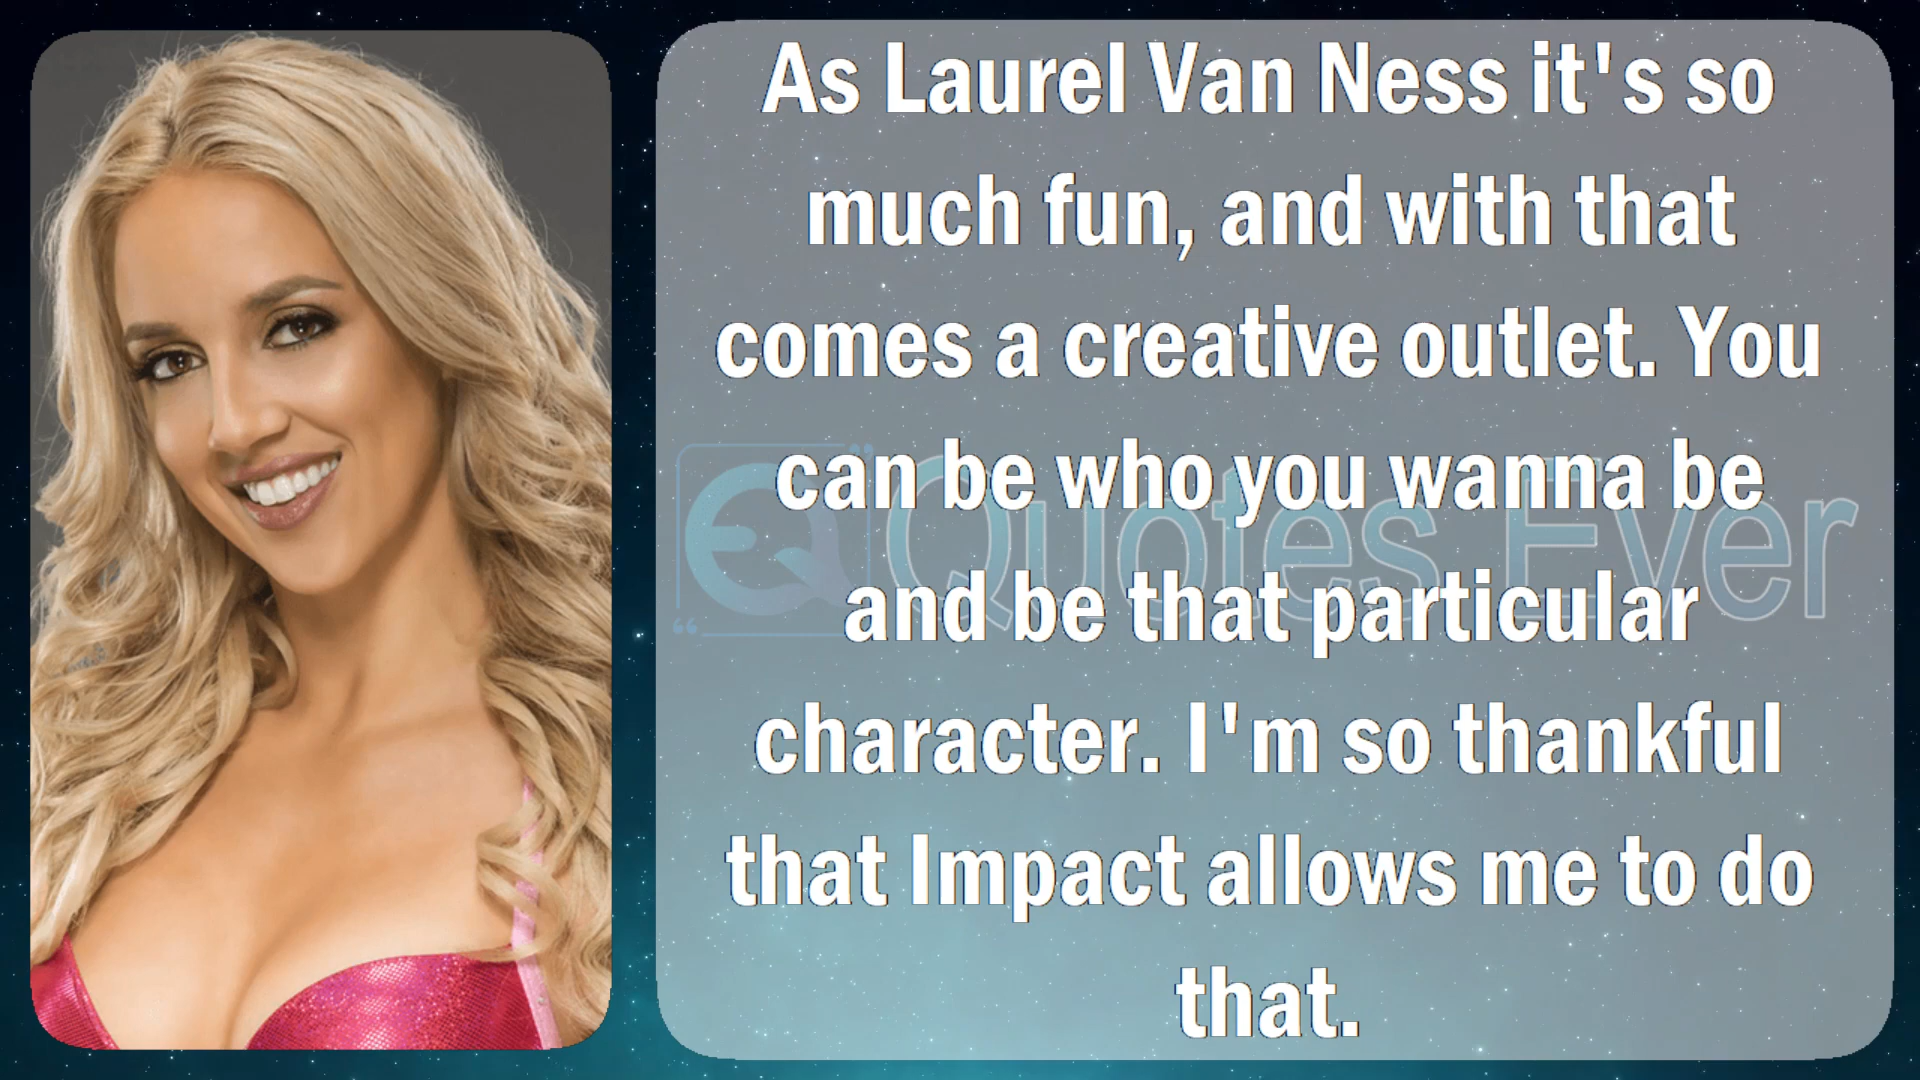 As Laurel Van Ness it's so
much fun, and with that
comes a creative outlet. You
can be who you wanna be
EQ Quotes Ever
and be that particular
character. I'm so thankful
that Impact allows me to do
that.